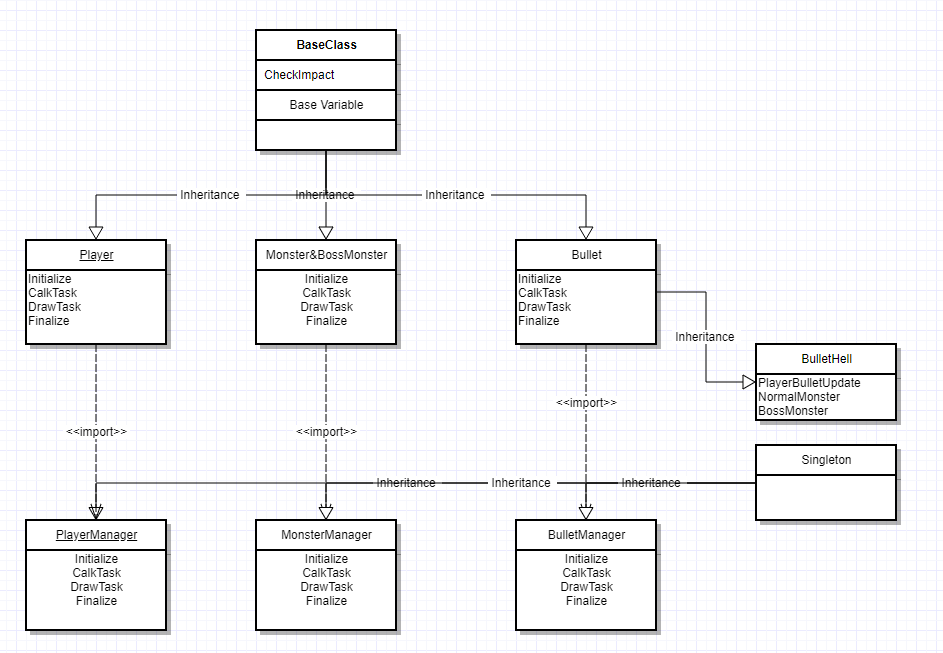 BaseClass
CheckImpact
Base Variable
Inheritance
Inheritance
Inheritance
Player
Initialize
CalkTask
DrawTask
Finalize
Monster&BossMonster
Initialize
CalkTask
DrawTask
Finalize
Bullet
Initialize
CalkTask
DrawTask
Finalize
Inheritance
BulletHell
PlayerBulletUpdate
NormalMonster
BossMonster
<<import>>
<<import>>
<<import>>
Singleton
Inheritance
Inheritance
Inheritance
PlayerManager
Initialize
CalkTask
DrawTask
Finalize
MonsterManager
Initialize
CalkTask
DrawTask
Finalize
BulletManager
Initialize
CalkTask
DrawTask
Finalize